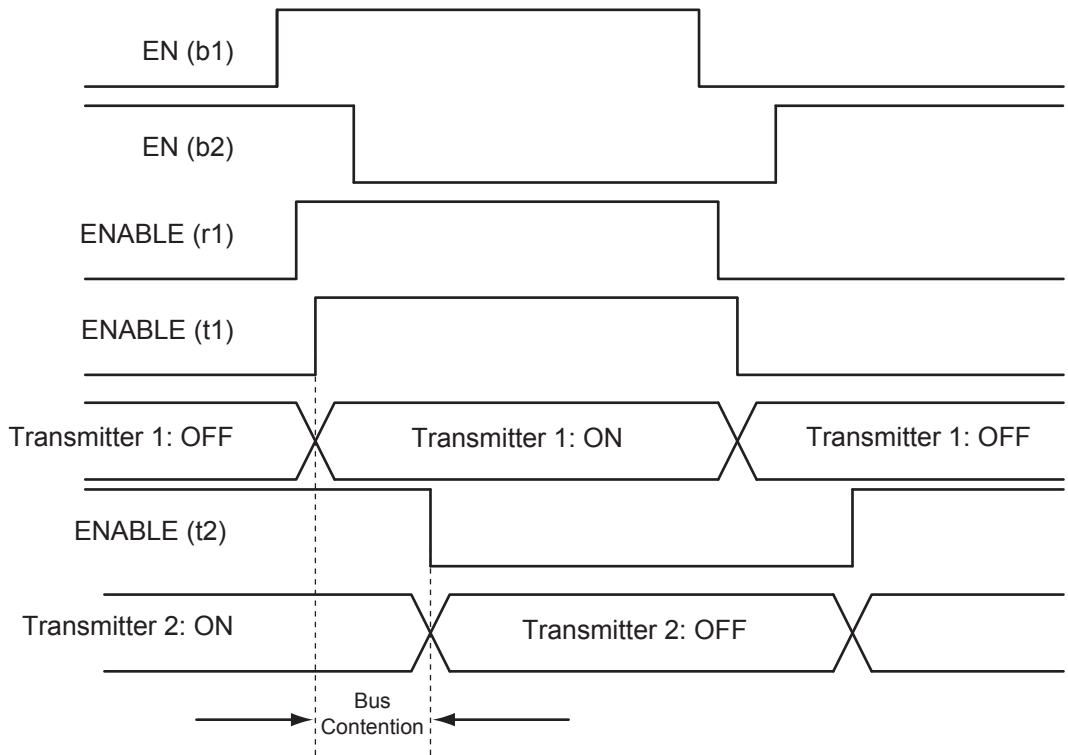 EN (b1)
EN (b2)
ENABLE (r1)
ENABLE (t1)
Transmitter 1: OFF
Transmitter 1: ON
Transmitter 1: OFF
ENABLE (t2)
Transmitter 2: ON
Transmitter 2: OFF
Bus
Contention